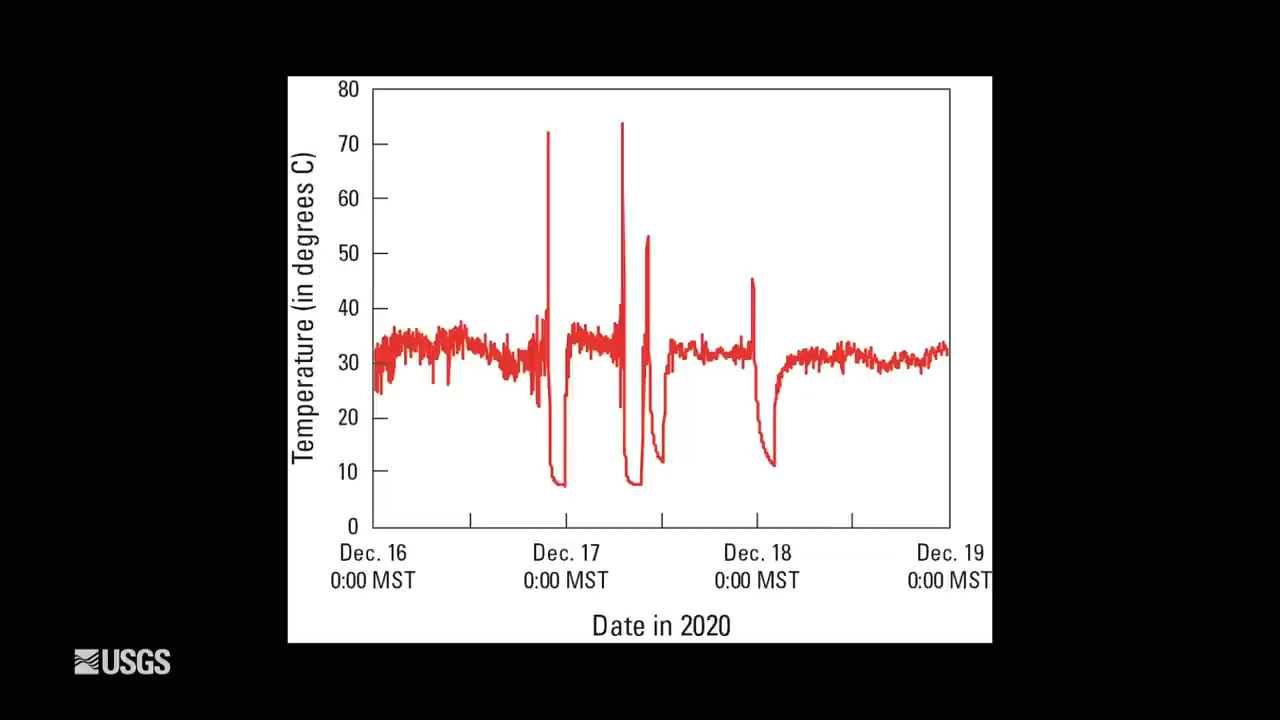 80
70
60
50
40
30
20
10
0
Temperature (in degrees C)
Dec. 16 Dec. 17 Dec. 18 Dec. 19
0:00 MST 0:00 MST 0:00 MST 0:00 MST
Date in 2020
USGS